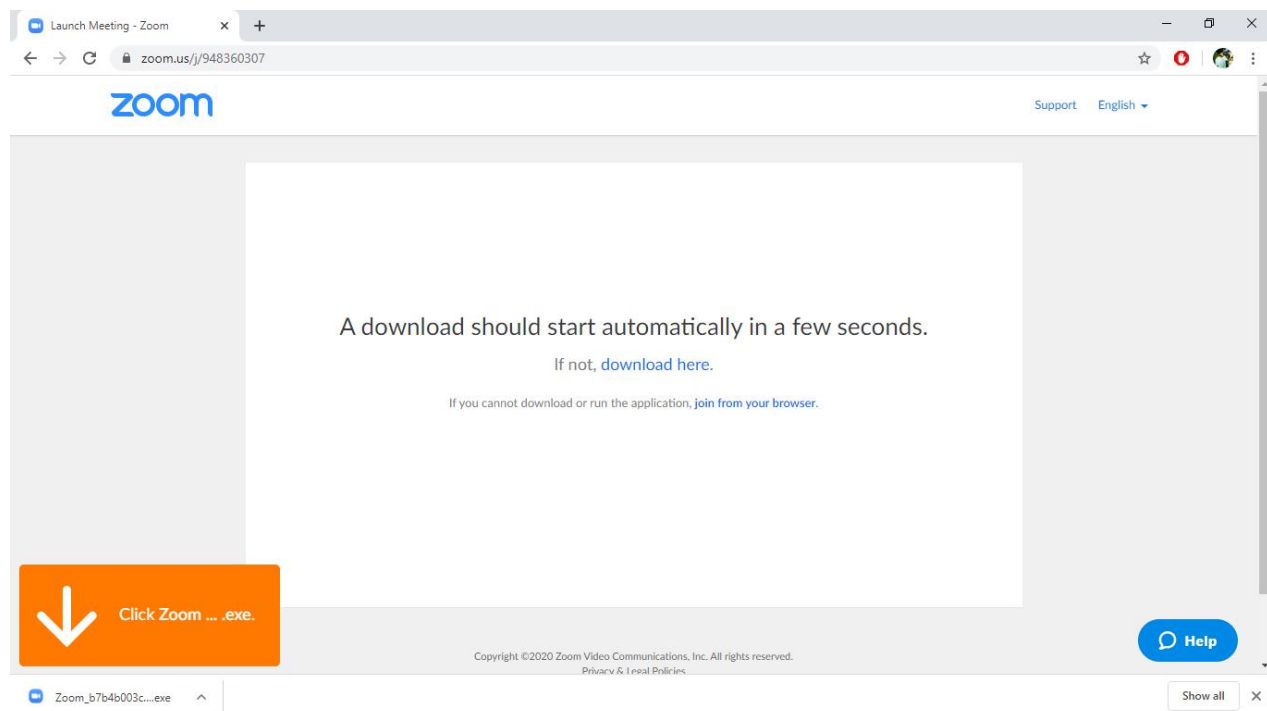 Launch Meeting - Zoom
zoom.us/j/948360307
zoom
Support English
A download should start automatically in a few seconds.
If not, download here.
If you cannot download or run the application, join from your browser.
Click Zoom ... .exe.
Help
Copyright ©2020 Zoom Video Communications, Inc. All rights reserved.
Privacy & Legal Policies
Zoom_b7b4b003c....exe
Show all